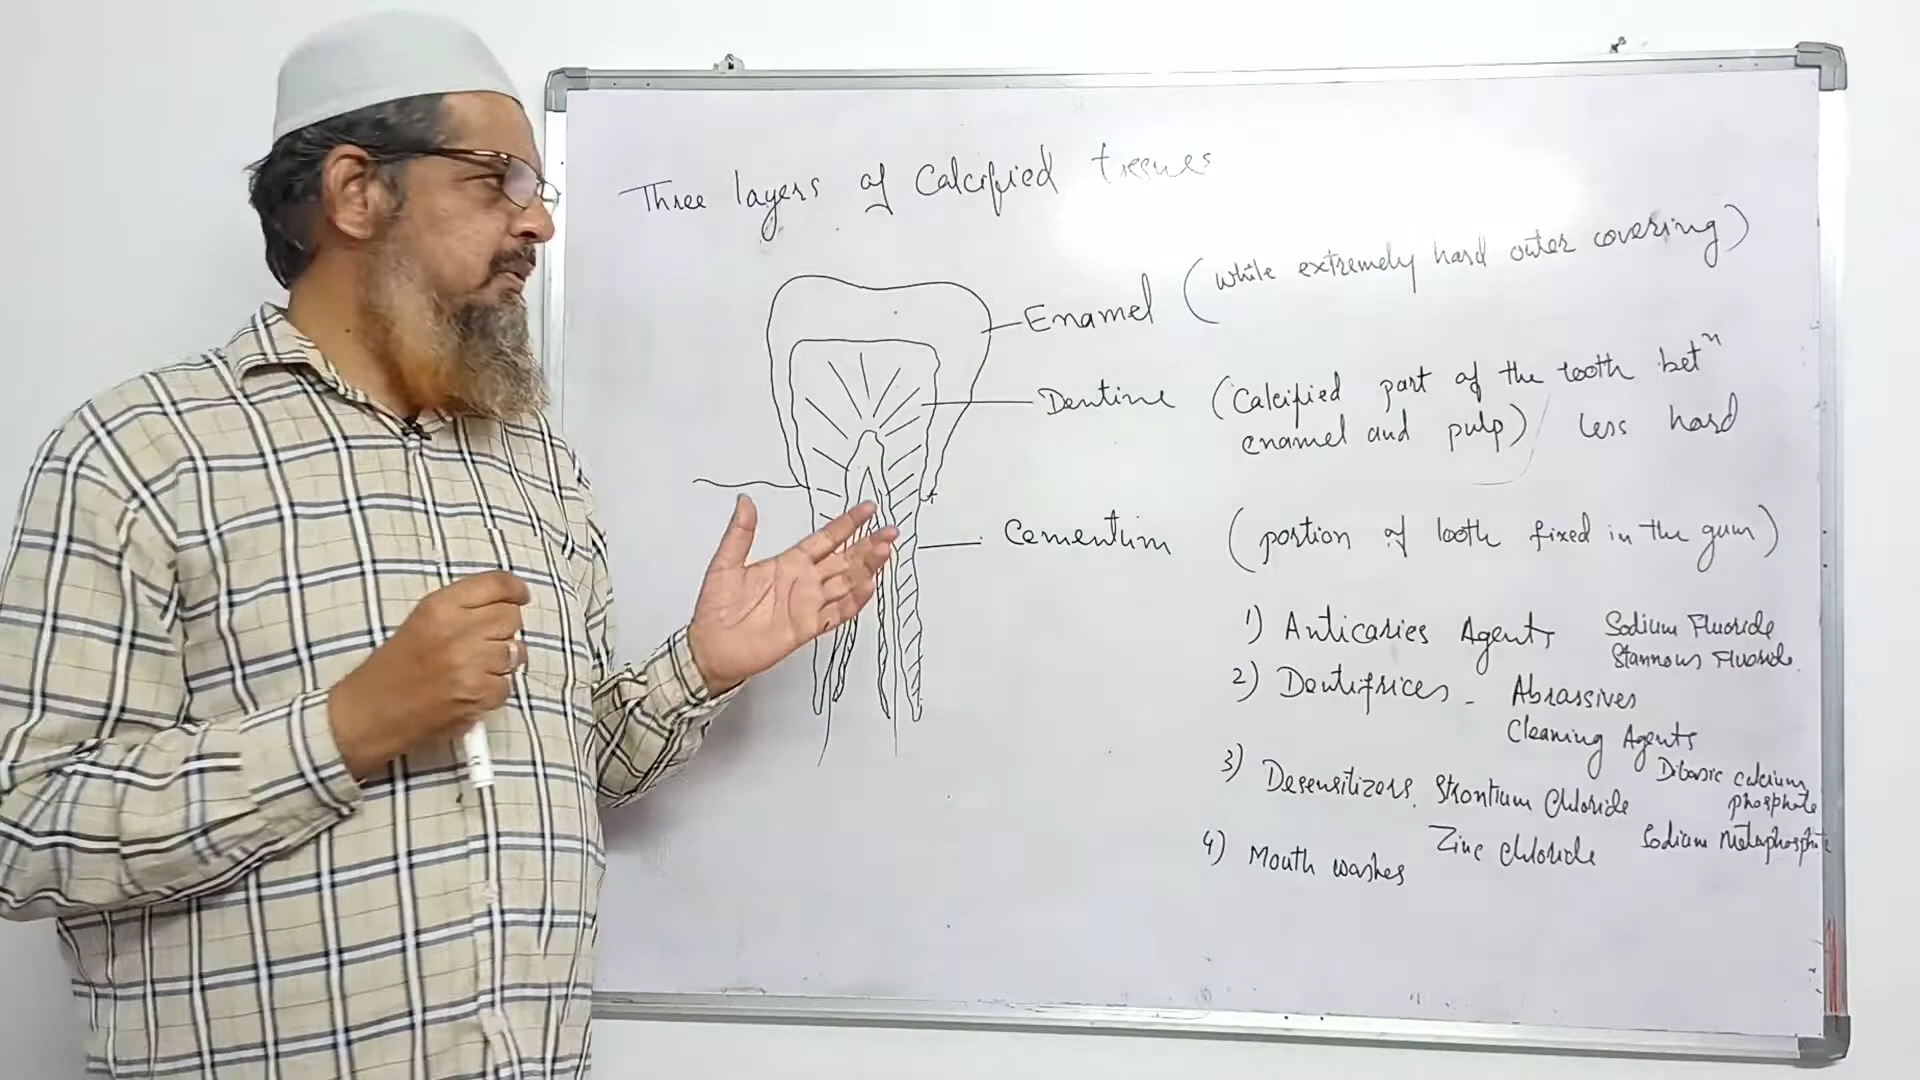 Three layers of Calcified tissues
Enamel (white extremely hard outer covering)
Dentine (Calcified part of the tooth betⁿ
enamel and pulp) less hard
Cementum (portion of tooth fixed in the gum)
1) Anticaries Agents Sodium Fluoride
Stannous Fluoride.
2) Dentifrices - Abrassives
Cleaning Agents
Dibasic calcium
phosphate
3) Desensitizers. Strontium Chloride
Zinc chloride Sodium Metaphosphate
4) Mouth washes